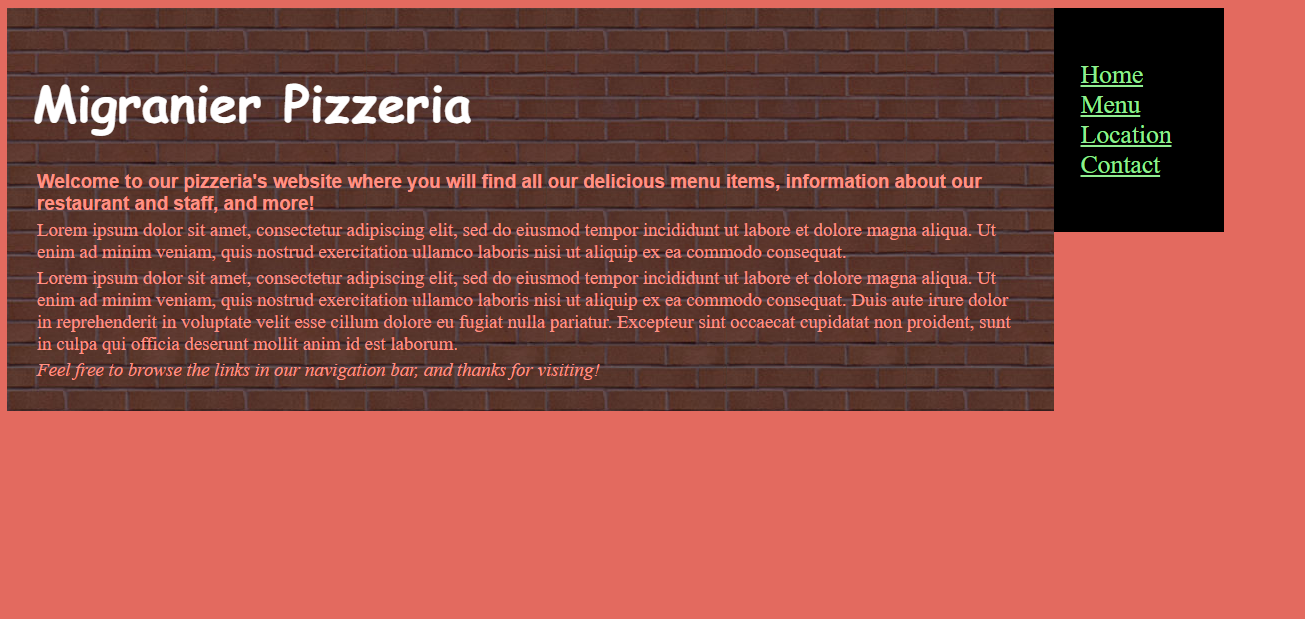 Migranier Pizzeria
Welcome to our pizzeria's website where you will find all our delicious menu items, information about our
restaurant and staff, and more!
Lorem ipsum dolor sit amet, consectetur adipiscing elit, sed do eiusmod tempor incididunt ut labore et dolore magna aliqua. Ut
enim ad minim veniam, quis nostrud exercitation ullamco laboris nisi ut aliquip ex ea commodo consequat.
Lorem ipsum dolor sit amet, consectetur adipiscing elit, sed do eiusmod tempor incididunt ut labore et dolore magna aliqua. Ut
enim ad minim veniam, quis nostrud exercitation ullamco laboris nisi ut aliquip ex ea commodo consequat. Duis aute irure dolor
in reprehenderit in voluptate velit esse cillum dolore eu fugiat nulla pariatur. Excepteur sint occaecat cupidatat non proident, sunt
in culpa qui officia deserunt mollit anim id est laborum.
Feel free to browse the links in our navigation bar, and thanks for visiting!
Home
Menu
Location
Contact